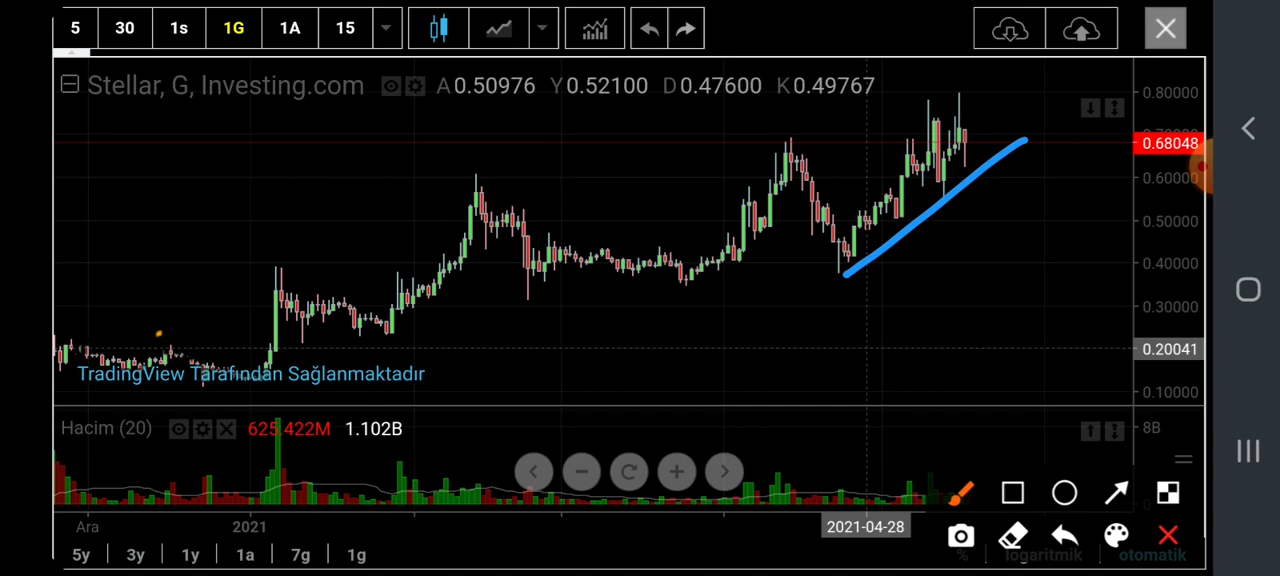 5 30 1s 1G 1A 15
Stellar, G, Investing.com A 0.50976 Y 0.52100 D 0.47600 K 0.49767
0.80000
0.68048
0.60000
0.50000
0.40000
0.30000
0.20041
TradingView Tarafından Sağlanmaktadır
0.10000
Hacim (20) 625.422M 1.102B
8B
Ara 2021 2021-04-28
5y 3y 1y 1a 7g 1g % logaritmik otomatik